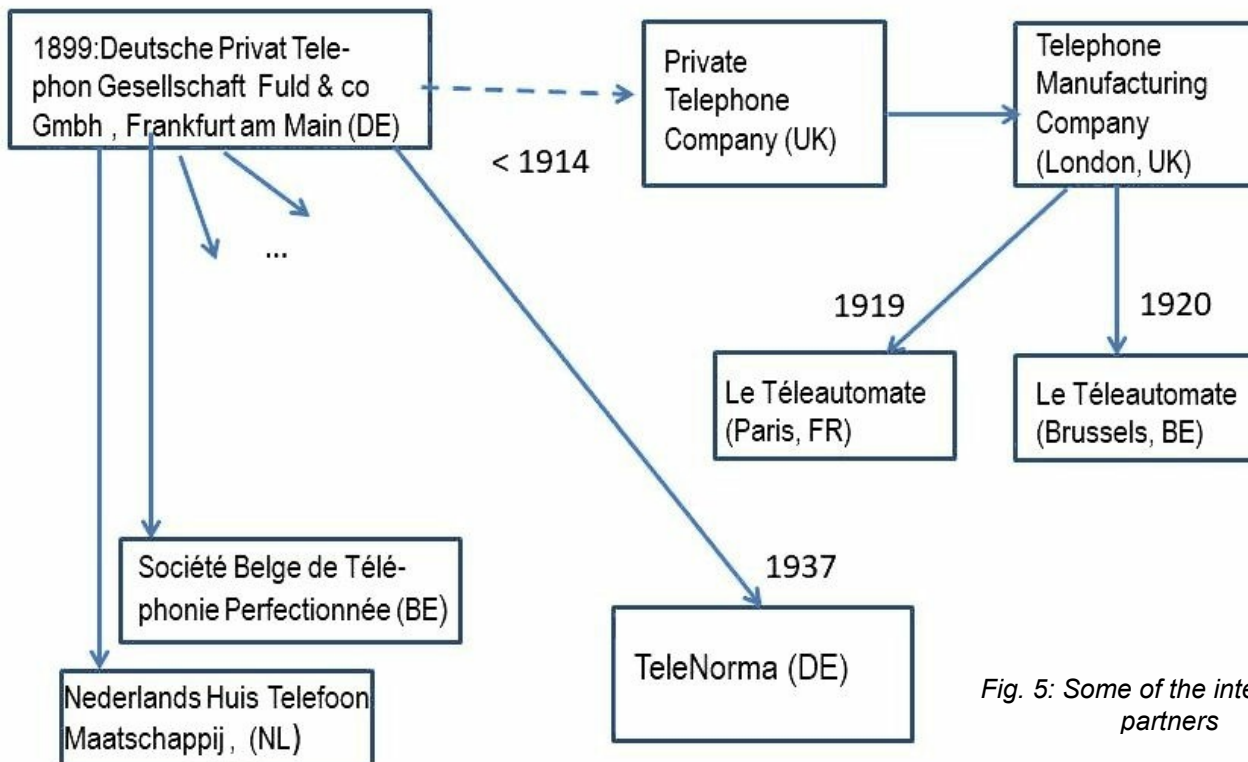 1899:Deutsche Privat Tele-
phon Gesellschaft Fuld & co
Gmbh , Frankfurt am Main (DE)
Private
Telephone
Company (UK)
Telephone
Manufacturing
Company
(London, UK)
< 1914
...
1919
1920
Le Téleautomate
(Paris, FR)
Le Téleautomate
(Brussels, BE)
Société Belge de Télé-
phonie Perfectionnée (BE)
1937
TeleNorma (DE)
Nederlands Huis Telefoon
Maatschappij , (NL)
Fig. 5: Some of the
partners